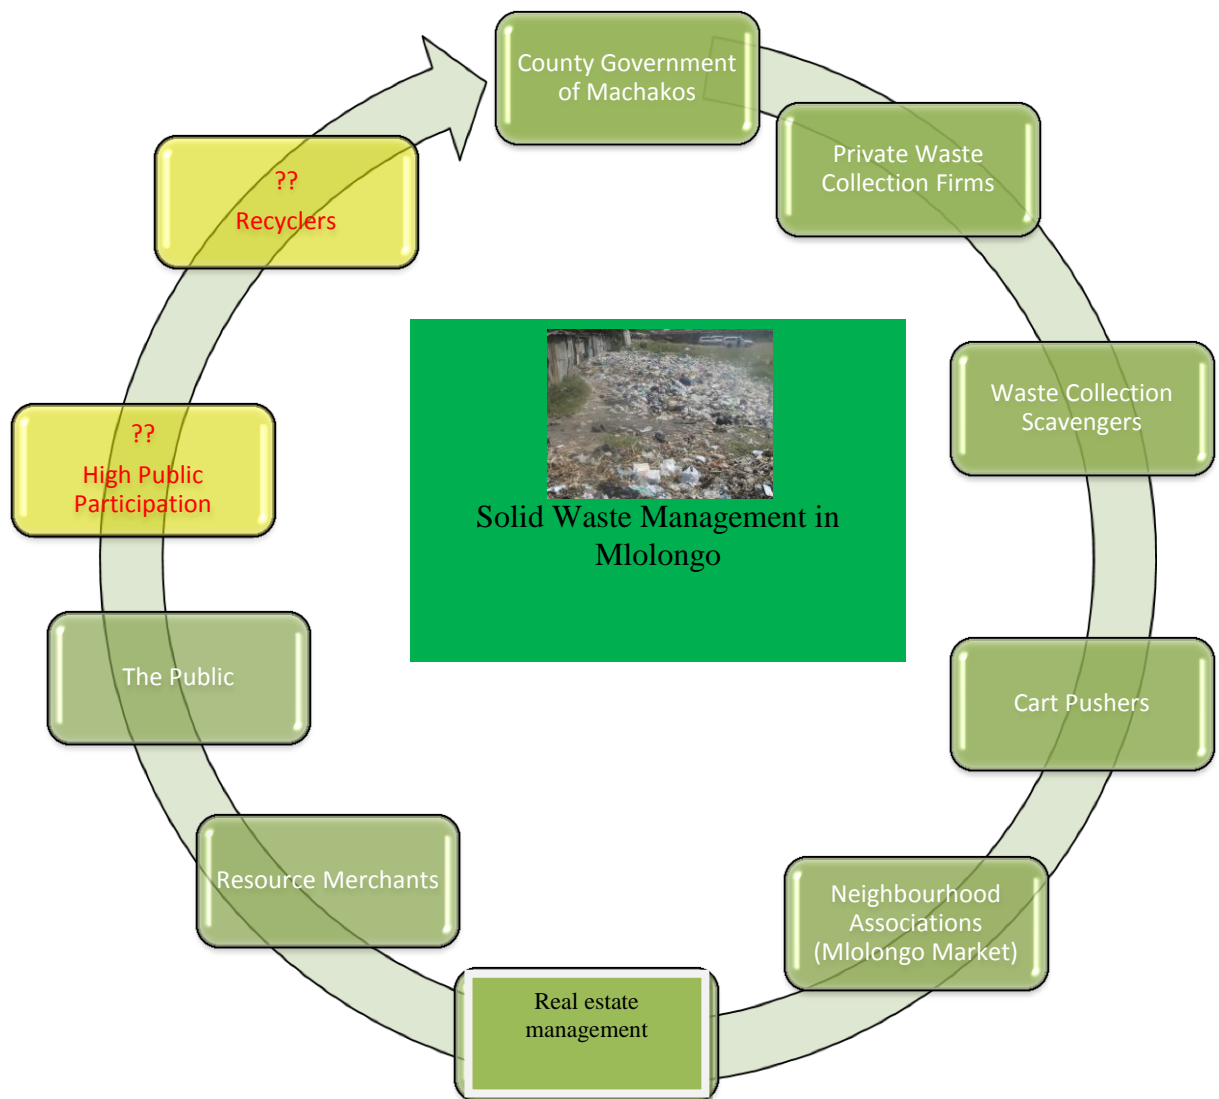 County Government
of Machakos
Private Waste
Collection Firms
Waste Collection
Scavengers
Cart Pushers
Neighbourhood
Associations
(Mlolongo Market)
Real estate
management
Resource Merchants
The Public
??
High Public
Participation
??
Recyclers
Solid Waste Management in
Mlolongo